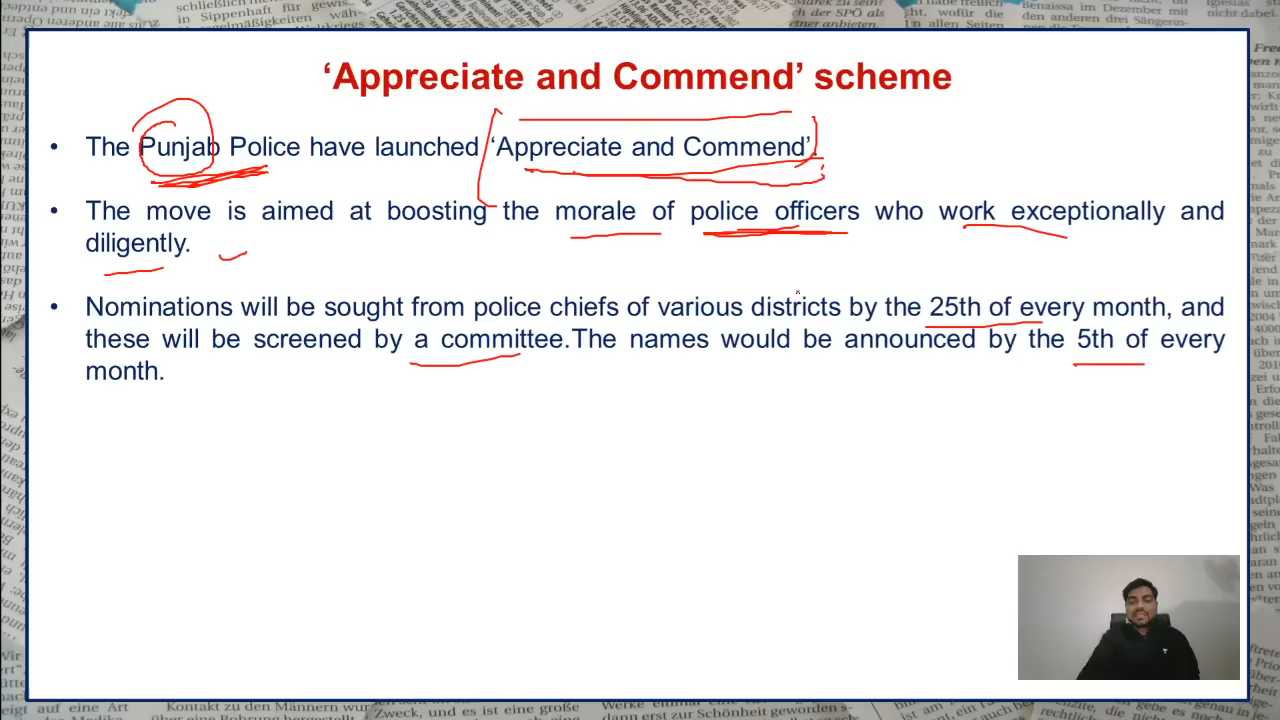 ‘Appreciate and Commend’ scheme
• The Punjab Police have launched ‘Appreciate and Commend’.
• The move is aimed at boosting the morale of police officers who work exceptionally and
diligently.
• Nominations will be sought from police chiefs of various districts by the 25th of every month, and
these will be screened by a committee.The names would be announced by the 5th of every
month.